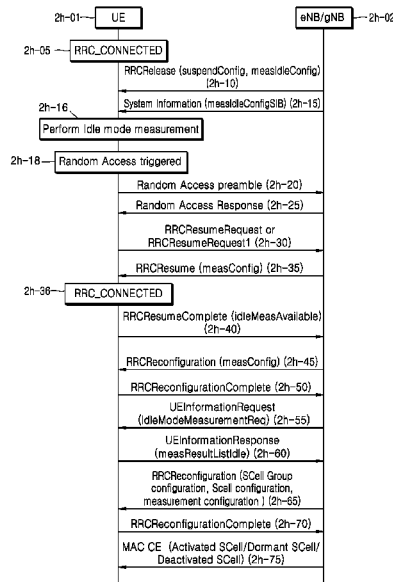 2h-01 UE eNB/gNB 2h-02
2h-05 RRC_CONNECTED
RRCRelease (suspendConfig, measIdleConfig)
(2h-10)
System Information (measIdleConfigSIB) (2h-15)
2h-16
Perform Idle mode measurement
2h-18 Random Access triggered
Random Access preamble (2h-20)
Random Access Response (2h-25)
RRCResumeRequest or
RRCResumeRequest1 (2h-30)
RRCResume (measConfig) (2h-35)
2h-36 RRC_CONNECTED
RRCResumeComplete (idleMeasAvailable)
(2h-40)
RRCReconfiguration (measConfig) (2h-45)
RRCReconfigurationComplete (2h-50)
UEInformationRequest
(idleModeMeasurementReq) (2h-55)
UEInformationResponse
(measResultListIdle) (2h-60)
RRCReconfiguration (SCell Group
configuration, Scell configuration,
measurement configuration ) (2h-65)
RRCReconfigurationComplete (2h-70)
MAC CE (Activated SCell/Dormant SCell/
Deactivated SCell) (2h-75)